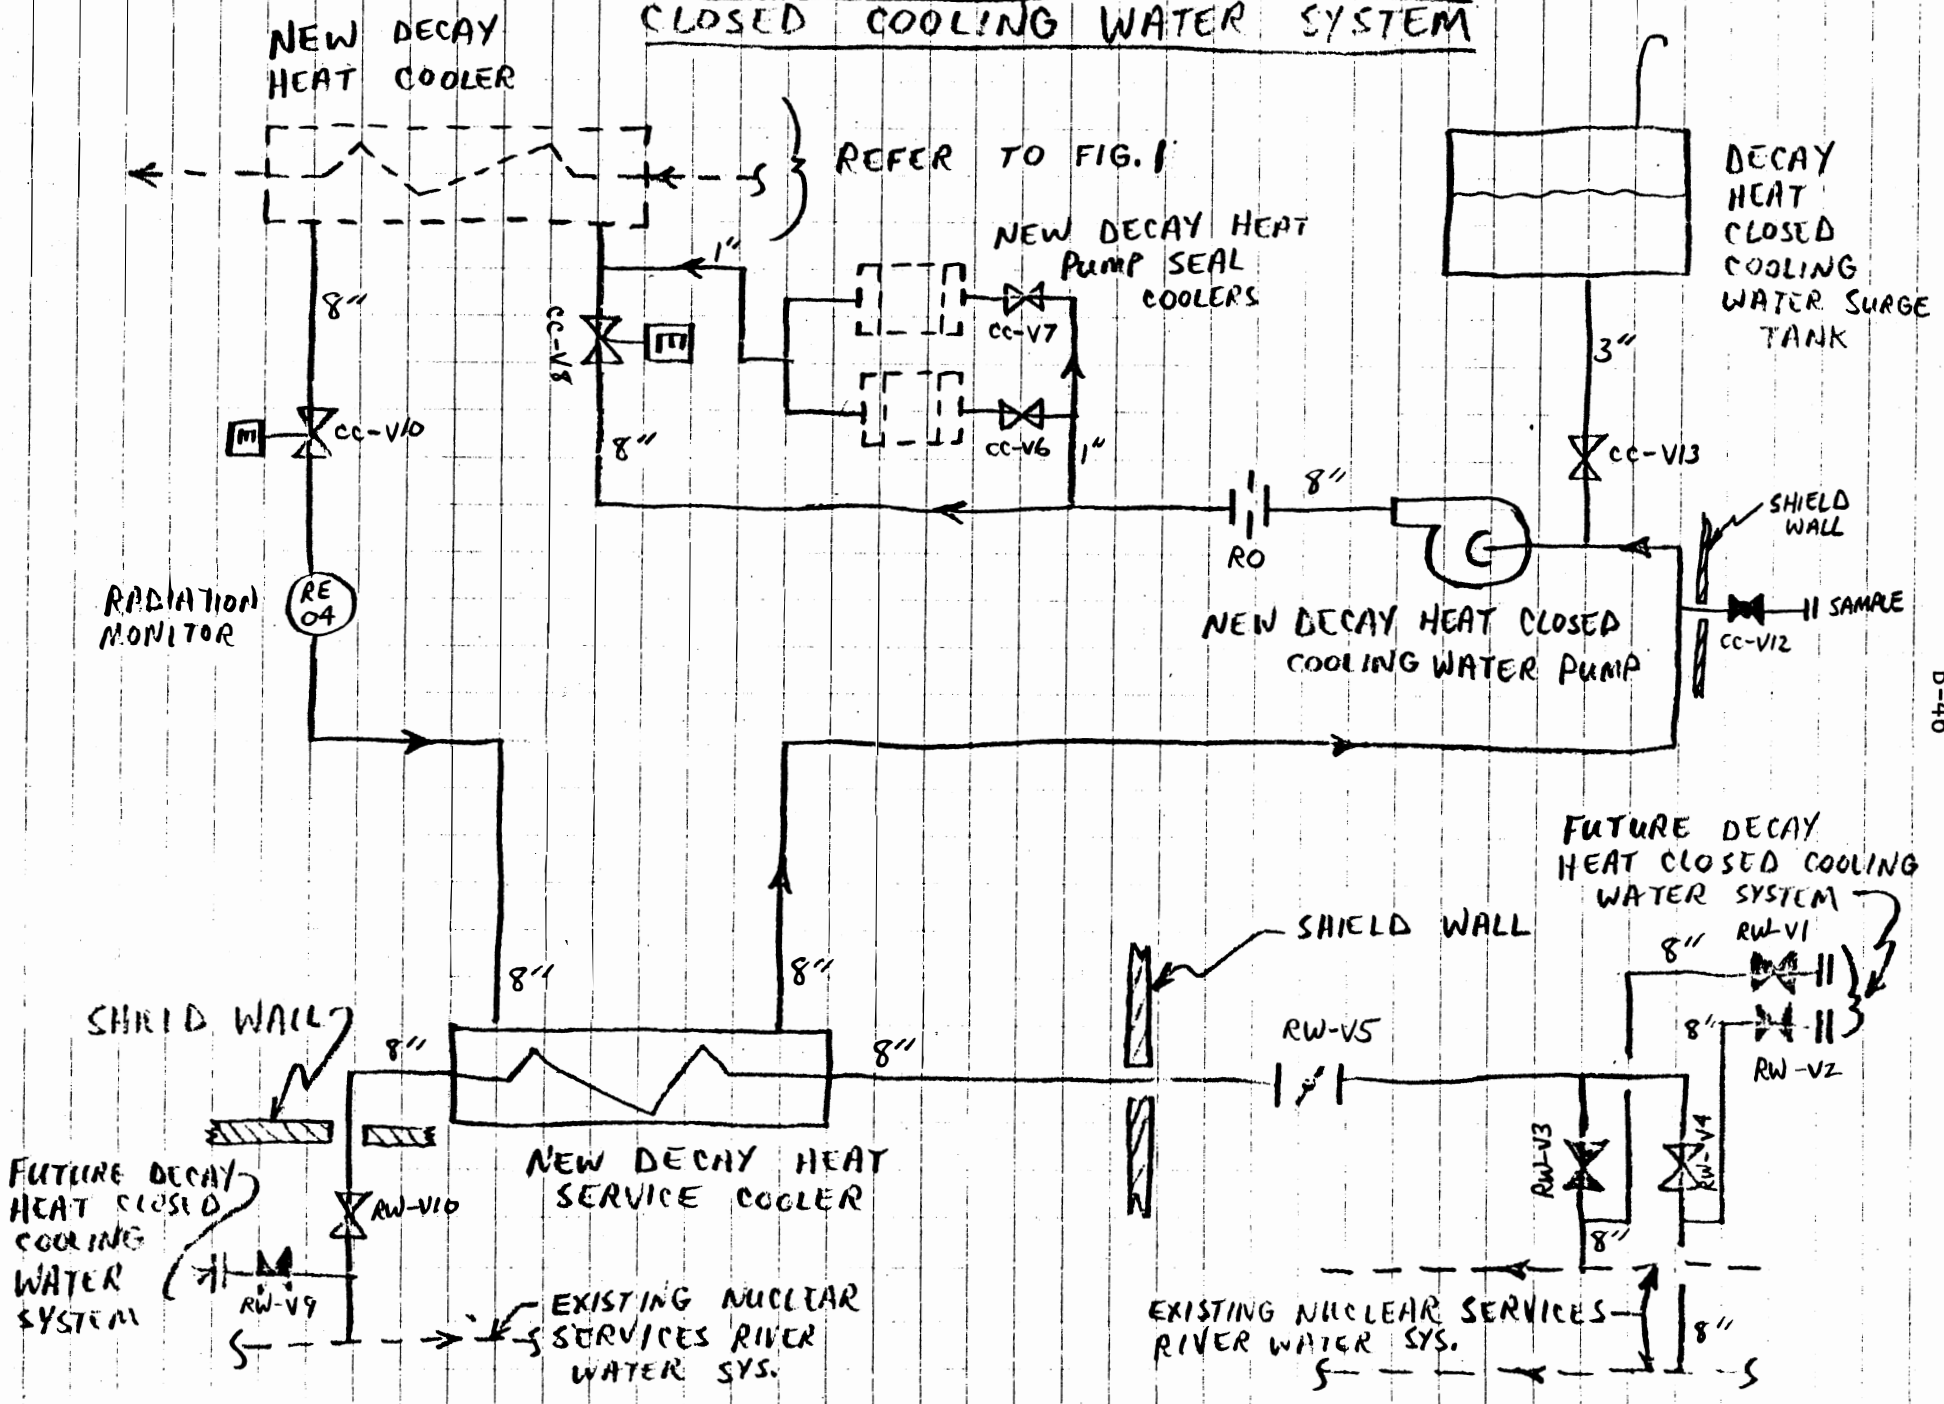 CLOSED COOLING WATER SYSTEM
NEW DECAY
HEAT COOLER
REFER TO FIG. 1
DECAY
HEAT
CLOSED
COOLING
WATER SURGE
TANK
NEW DECAY HEAT
PUMP SEAL
COOLERS
1"
8"
CC-V8
E
CC-V7
CC-V6
1"
3"
8"
E
CC-V10
8"
CC-V13
RO
SHIELD
WALL
SAMPLE
CC-V12
RADIATION
MONITOR
RE
04
NEW DECAY HEAT CLOSED
COOLING WATER PUMP
D-46
FUTURE DECAY
HEAT CLOSED COOLING
WATER SYSTEM
SHIELD WALL
8"
RW-V1
8"
8"
SHIELD WALL
8"
RW-V2
8"
8"
RW-V5
RW-V3
RW-V4
NEW DECAY HEAT
SERVICE COOLER
FUTURE DECAY
HEAT CLOSED
COOLING
WATER
SYSTEM
RW-V10
RW-V9
8"
EXISTING NUCLEAR
SERVICES RIVER
WATER SYS.
EXISTING NUCLEAR SERVICES
RIVER WATER SYS.
8"